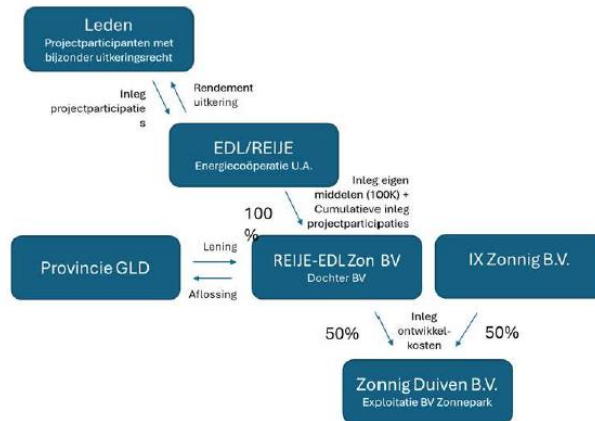 Leden
Projectparticipanten met
bijzonder uitkeringsrecht
Inleg
projectparticipatie
s
Rendement
uitkering
EDL/REIJE
Energiecoöperatie U.A.
100
%
Inleg eigen
middelen (100K) +
Cumulatieve inleg
projectparticipaties
Provincie GLD
Lening
Aflossing
REIJE-EDL Zon BV
Dochter BV
IX Zonnig B.V.
50%
Inleg
ontwikkel-
kosten
50%
Zonnig Duiven B.V.
Exploitatie BV Zonnepark